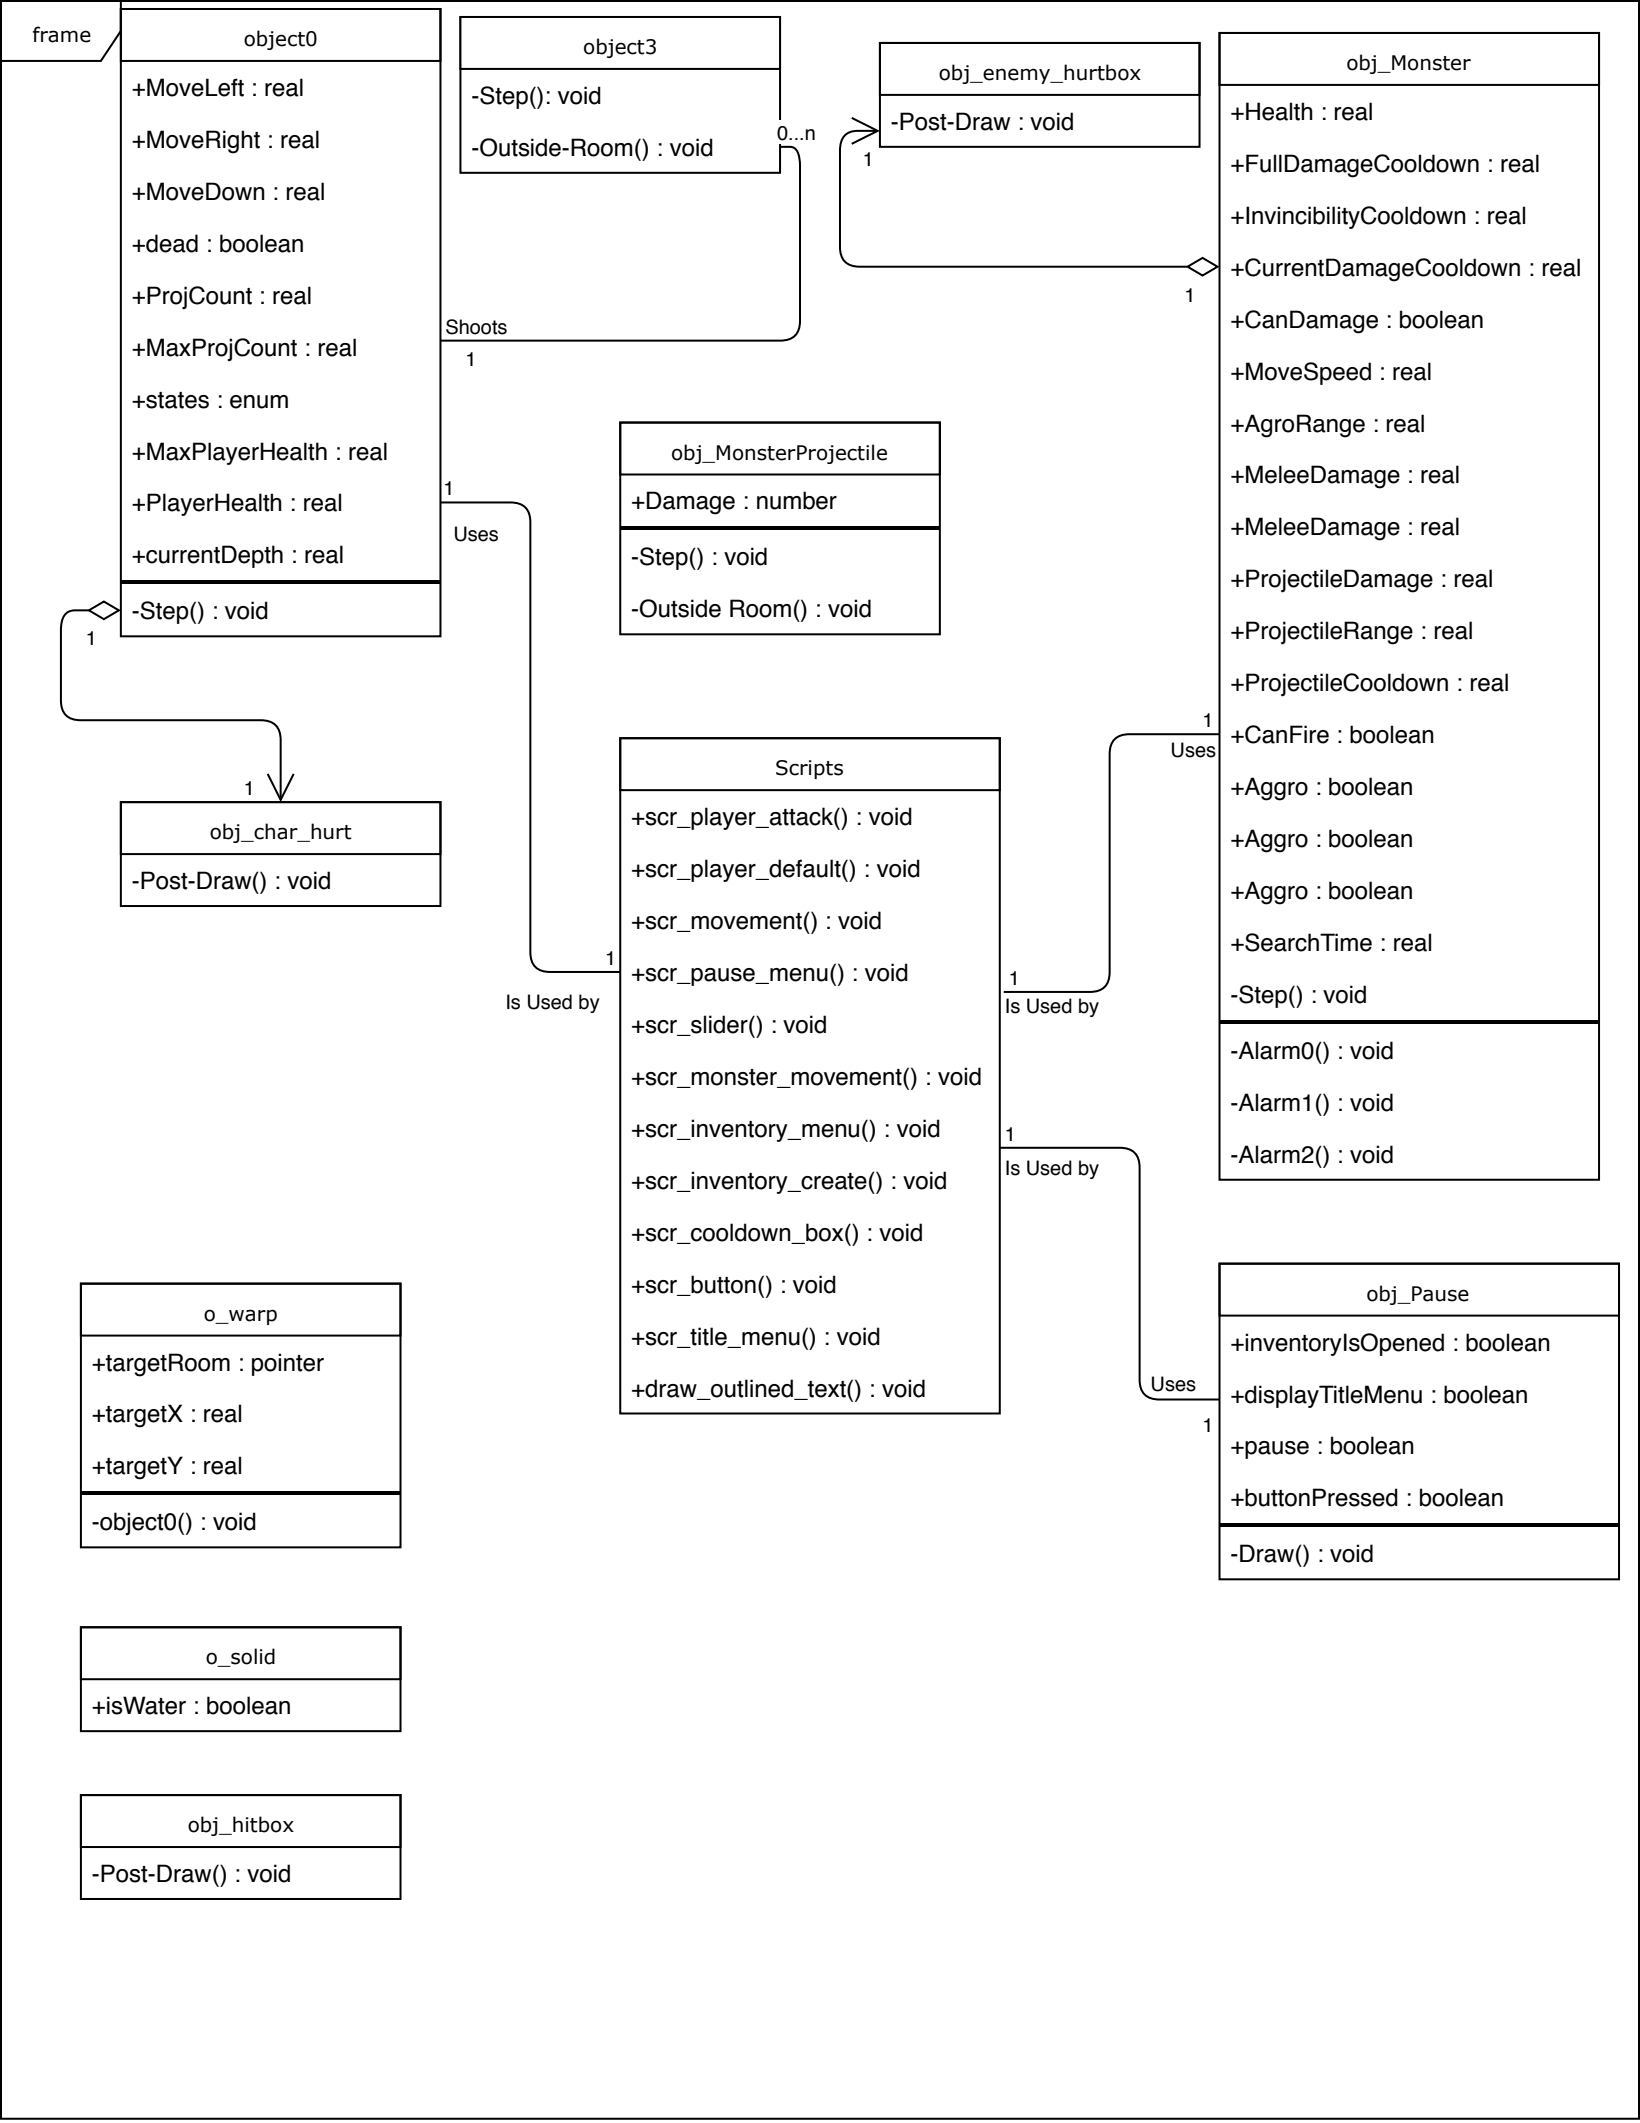 frame
object0
+MoveLeft : real
+MoveRight : real
+MoveDown : real
+dead : boolean
+ProjCount : real
+MaxProjCount : real
+states : enum
+MaxPlayerHealth : real
+PlayerHealth : real
+currentDepth : real
-Step() : void
object3
-Step(): void
-Outside-Room() : void
0...n
Shoots
1
1
Uses
1
1
obj_char_hurt
-Post-Draw() : void
obj_enemy_hurtbox
-Post-Draw : void
1
1
obj_Monster
+Health : real
+FullDamageCooldown : real
+InvincibilityCooldown : real
+CurrentDamageCooldown : real
+CanDamage : boolean
+MoveSpeed : real
+AgroRange : real
+MeleeDamage : real
+MeleeDamage : real
+ProjectileDamage : real
+ProjectileRange : real
+ProjectileCooldown : real
+CanFire : boolean
+Aggro : boolean
+Aggro : boolean
+Aggro : boolean
+SearchTime : real
-Step() : void
-Alarm0() : void
-Alarm1() : void
-Alarm2() : void
obj_MonsterProjectile
+Damage : number
-Step() : void
-Outside Room() : void
1
Uses
Scripts
+scr_player_attack() : void
+scr_player_default() : void
+scr_movement() : void
+scr_pause_menu() : void
+scr_slider() : void
+scr_monster_movement() : void
+scr_inventory_menu() : void
+scr_inventory_create() : void
+scr_cooldown_box() : void
+scr_button() : void
+scr_title_menu() : void
+draw_outlined_text() : void
1
Is Used by
1
Is Used by
1
Is Used by
Uses
1
obj_Pause
+inventoryIsOpened : boolean
+displayTitleMenu : boolean
+pause : boolean
+buttonPressed : boolean
-Draw() : void
o_warp
+targetRoom : pointer
+targetX : real
+targetY : real
-object0() : void
o_solid
+isWater : boolean
obj_hitbox
-Post-Draw() : void